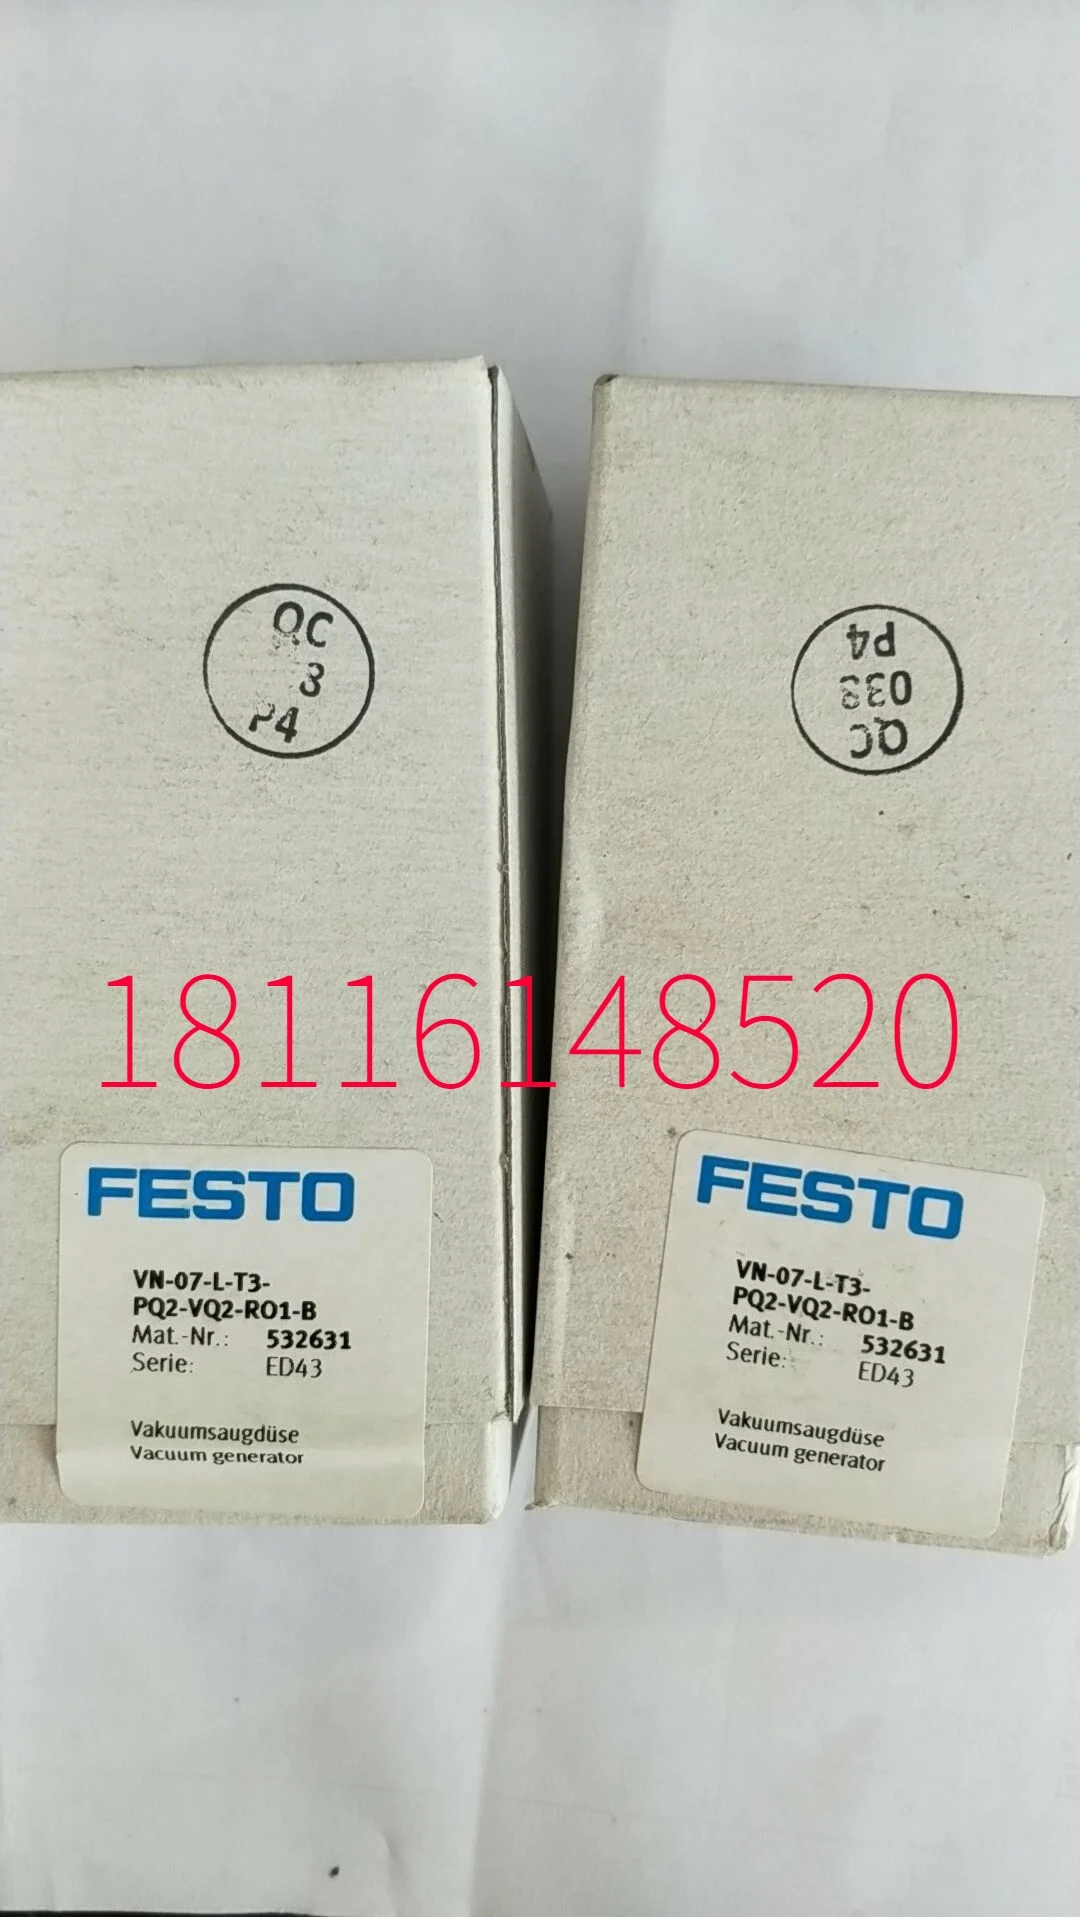 QC
3
P4
P4
033
QC
18116148520
FESTO
VN-07-L-T3-
PQ2-VQ2-RO1-B
Mat.-Nr.: 532631
Serie: ED43
Vakuumsaugdüse
Vacuum generator
FESTO
VN-07-L-T3-
PQ2-VQ2-RO1-B
Mat.-Nr.: 532631
Serie: ED43
Vakuumsaugdüse
Vacuum generator